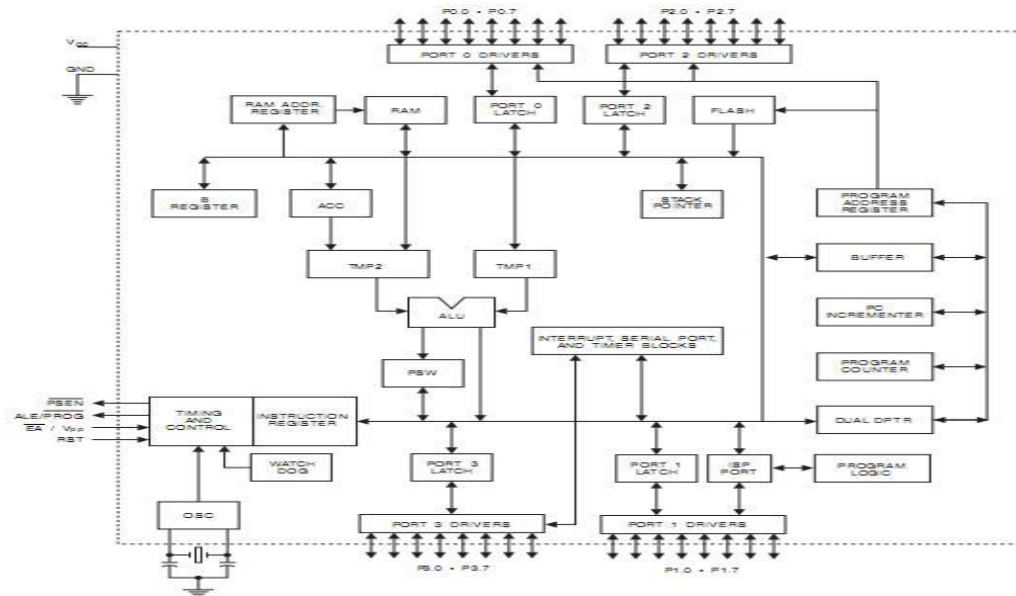 P0.0 - P0.7
P2.0 - P2.7
VCC
PORT 0 DRIVERS
PORT 2 DRIVERS
GND
RAM ADDR.
REGISTER
RAM
PORT 0
LATCH
PORT 2
LATCH
FLASH
B
REGISTER
ACC
STACK
POINTER
PROGRAM
ADDRESS
REGISTER
TMP2
TMP1
BUFFER
ALU
PC
INCREMENTER
INTERRUPT, SERIAL PORT,
AND TIMER BLOCKS
PSW
PROGRAM
COUNTER
PSEN
ALE/PROG
EA / VPP
RST
TIMING
AND
CONTROL
INSTRUCTION
REGISTER
DUAL DPTR
WATCH
DOG
PORT 3
LATCH
PORT 1
LATCH
ISP
PORT
PROGRAM
LOGIC
OSC
PORT 3 DRIVERS
PORT 1 DRIVERS
P3.0 - P3.7
P1.0 - P1.7